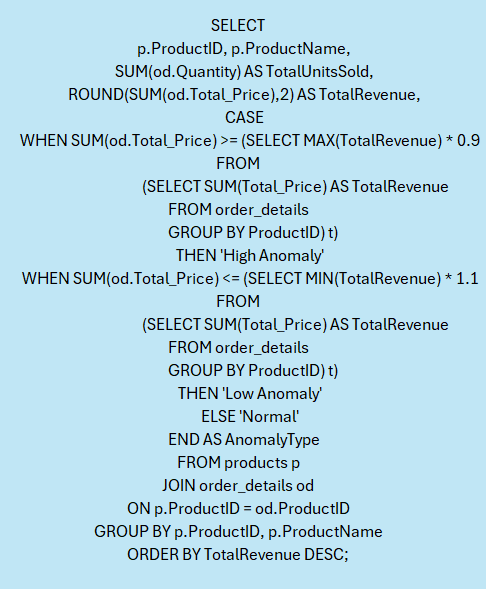 SELECT
p.ProductID, p.ProductName,
SUM(od.Quantity) AS TotalUnitsSold,
ROUND(SUM(od.Total_Price),2) AS TotalRevenue,
CASE
WHEN SUM(od.Total_Price) >= (SELECT MAX(TotalRevenue) * 0.9
FROM
(SELECT SUM(Total_Price) AS TotalRevenue
FROM order_details
GROUP BY ProductID) t)
THEN 'High Anomaly'
WHEN SUM(od.Total_Price) <= (SELECT MIN(TotalRevenue) * 1.1
FROM
(SELECT SUM(Total_Price) AS TotalRevenue
FROM order_details
GROUP BY ProductID) t)
THEN 'Low Anomaly'
ELSE 'Normal'
END AS AnomalyType
FROM products p
JOIN order_details od
ON p.ProductID = od.ProductID
GROUP BY p.ProductID, p.ProductName
ORDER BY TotalRevenue DESC;